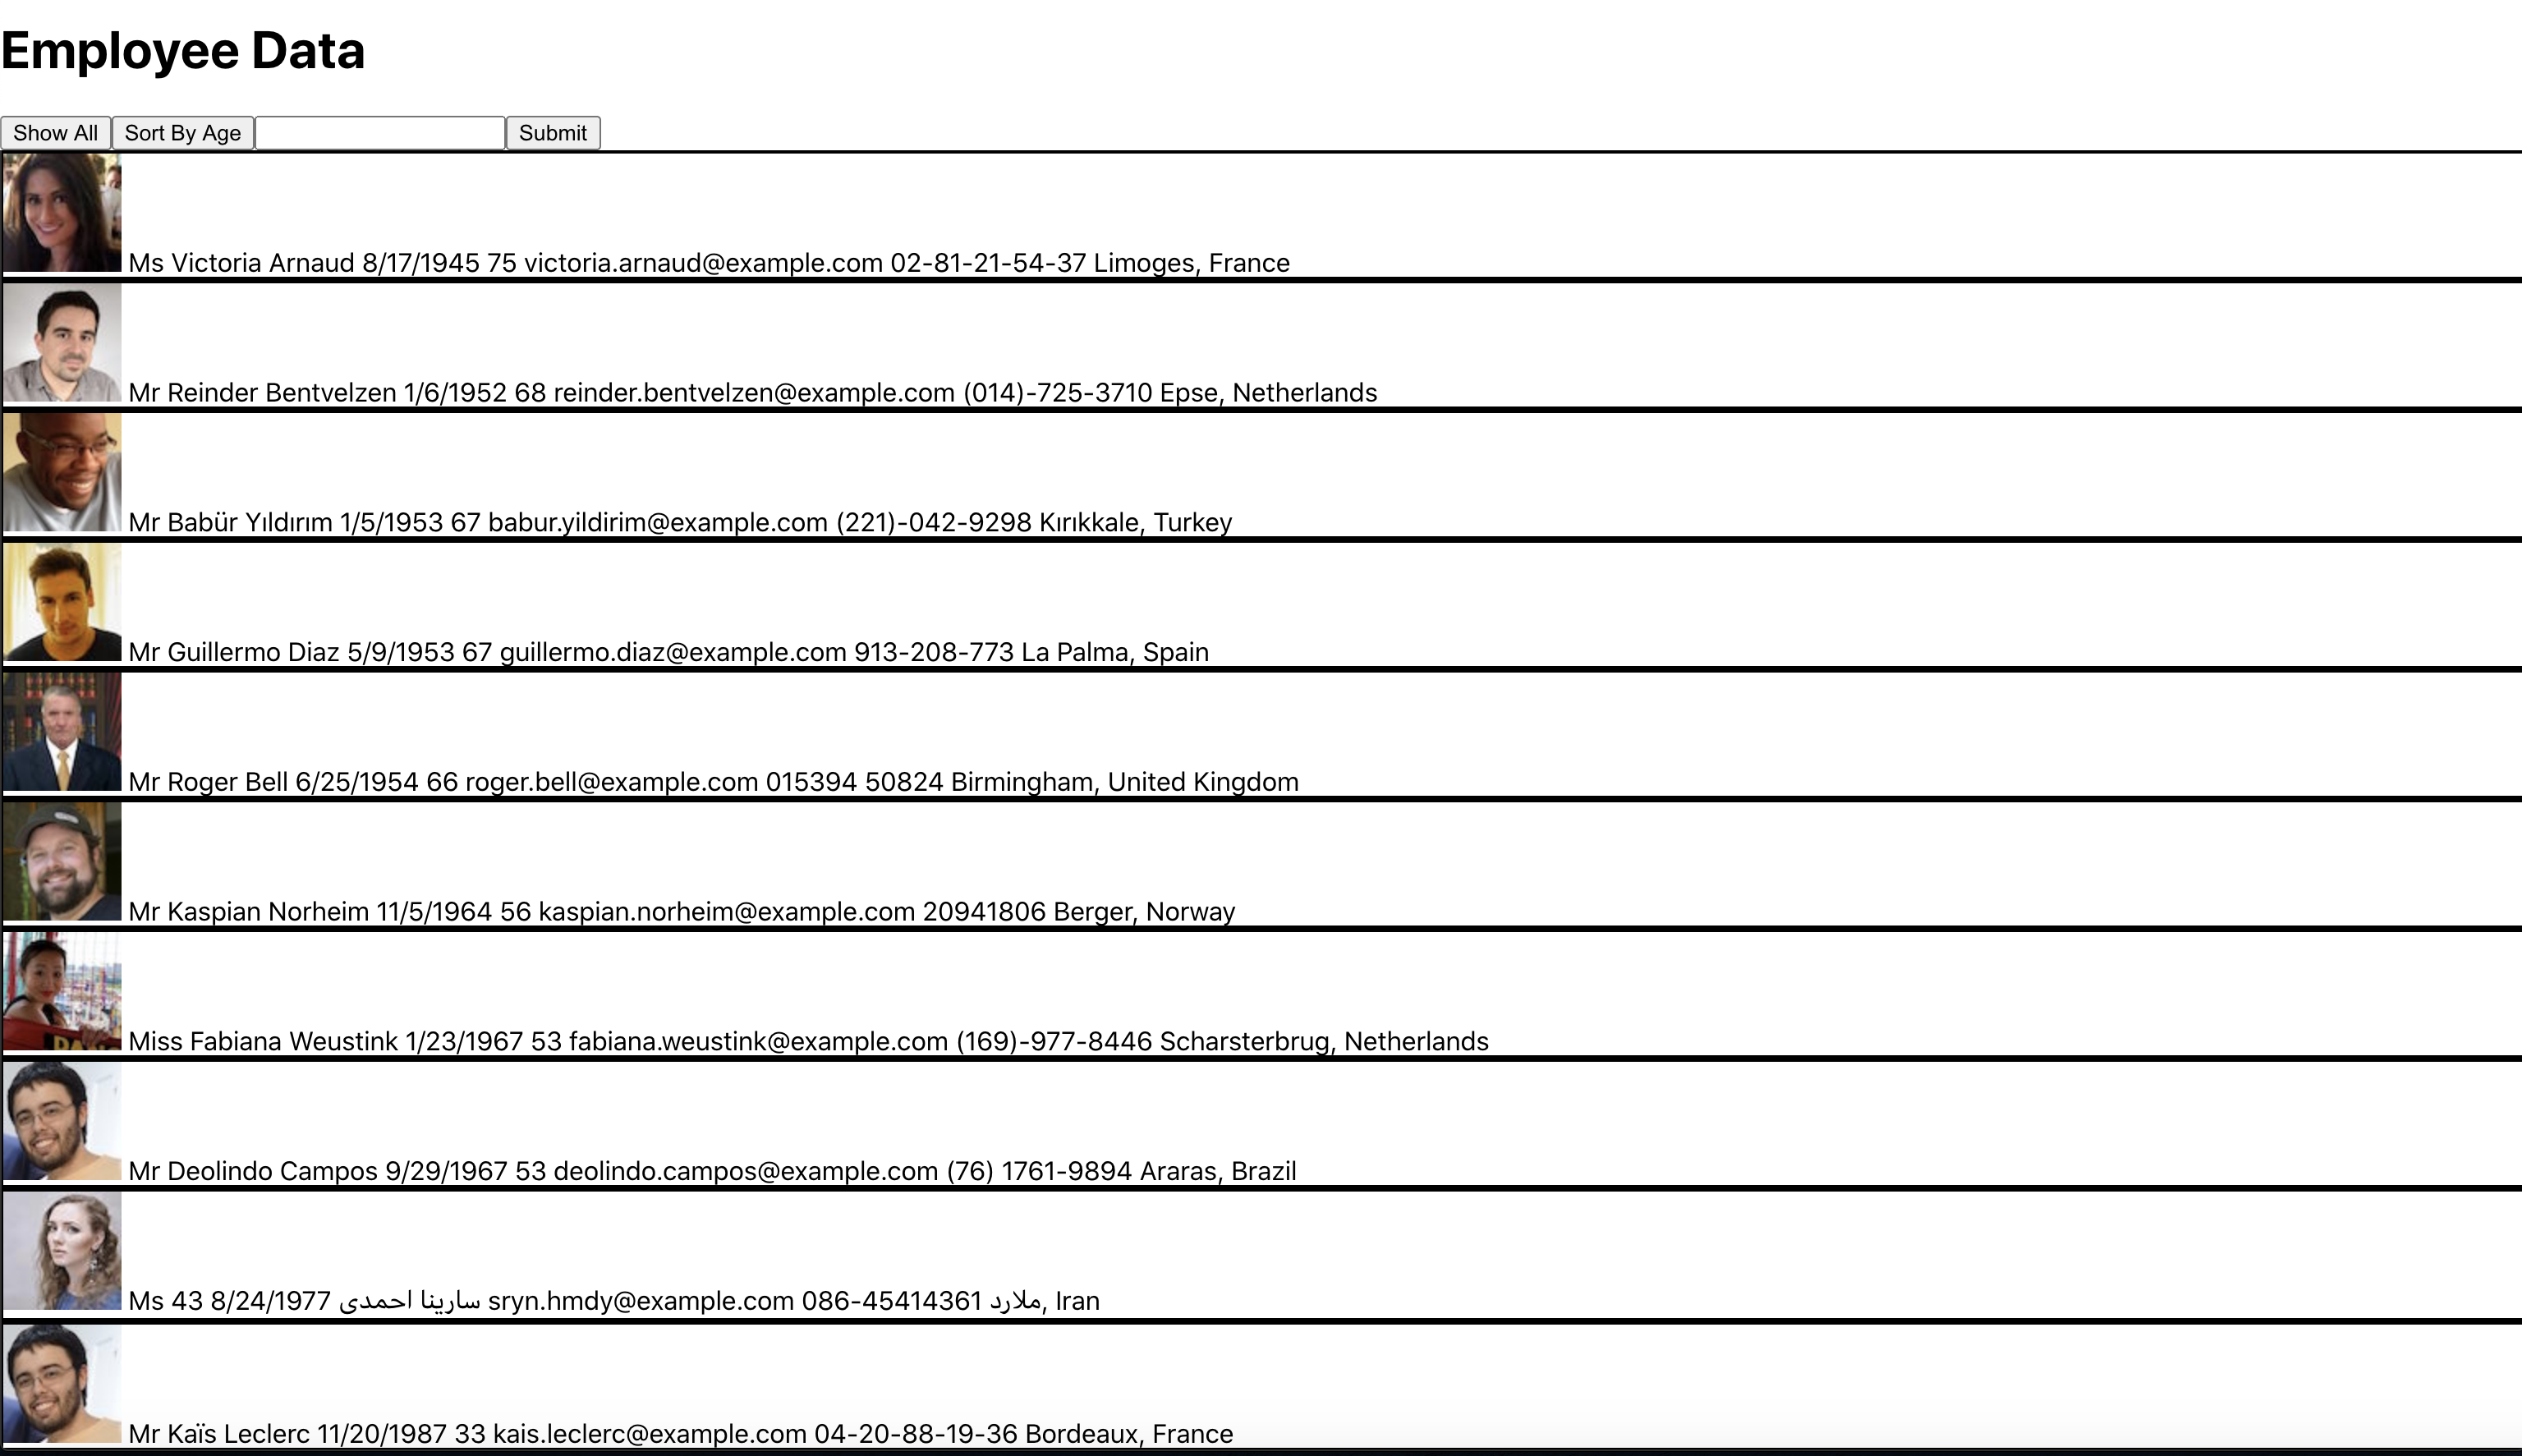 Employee Data
Show All Sort By Age Submit
Ms Victoria Arnaud 8/17/1945 75 victoria.arnaud@example.com 02-81-21-54-37 Limoges, France
Mr Reinder Bentvelzen 1/6/1952 68 reinder.bentvelzen@example.com (014)-725-3710 Epse, Netherlands
Mr Babür Yıldırım 1/5/1953 67 babur.yildirim@example.com (221)-042-9298 Kırıkkale, Turkey
Mr Guillermo Diaz 5/9/1953 67 guillermo.diaz@example.com 913-208-773 La Palma, Spain
Mr Roger Bell 6/25/1954 66 roger.bell@example.com 015394 50824 Birmingham, United Kingdom
Mr Kaspian Norheim 11/5/1964 56 kaspian.norheim@example.com 20941806 Berger, Norway
Miss Fabiana Weustink 1/23/1967 53 fabiana.weustink@example.com (169)-977-8446 Scharsterbrug, Netherlands
Mr Deolindo Campos 9/29/1967 53 deolindo.campos@example.com (76) 1761-9894 Araras, Brazil
Ms سارینا احمدی 8/24/1977 43 sryn.hmdy@example.com 086-45414361 ملارد, Iran
Mr Kaïs Leclerc 11/20/1987 33 kais.leclerc@example.com 04-20-88-19-36 Bordeaux, France